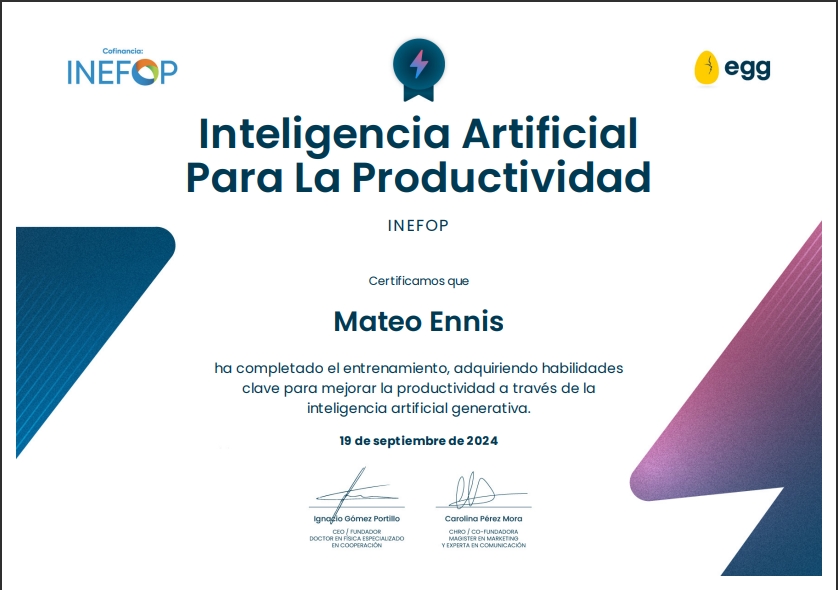 Cofinancia:
INEFOP
egg
Inteligencia Artificial
Para La Productividad
INEFOP
Certificamos que
Mateo Ennis
ha completado el entrenamiento, adquiriendo habilidades
clave para mejorar la productividad a través de la
inteligencia artificial generativa.
19 de septiembre de 2024
Ignacio Gómez Portillo
CEO / FUNDADOR
DOCTOR EN FÍSICA ESPECIALIZADO
EN COOPERACIÓN
Carolina Pérez Mora
CHRO / CO-FUNDADORA
MAGISTER EN MARKETING
Y EXPERTA EN COMUNICACIÓN